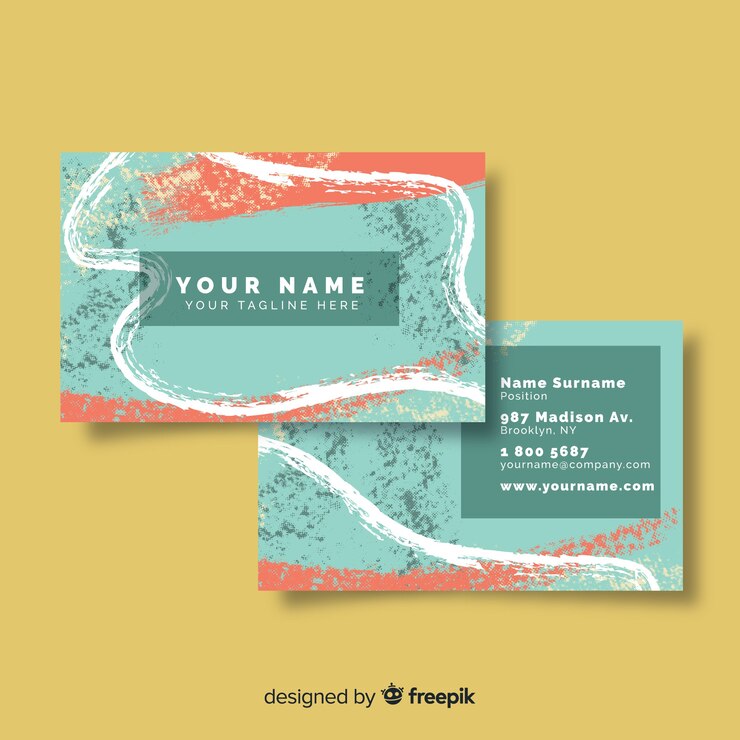 YOUR NAME
YOUR TAGLINE HERE
Name Surname
Position
987 Madison Av.
Brooklyn, NY
1 800 5687
yourname@company.com
www.yourname.com
designed by freepik